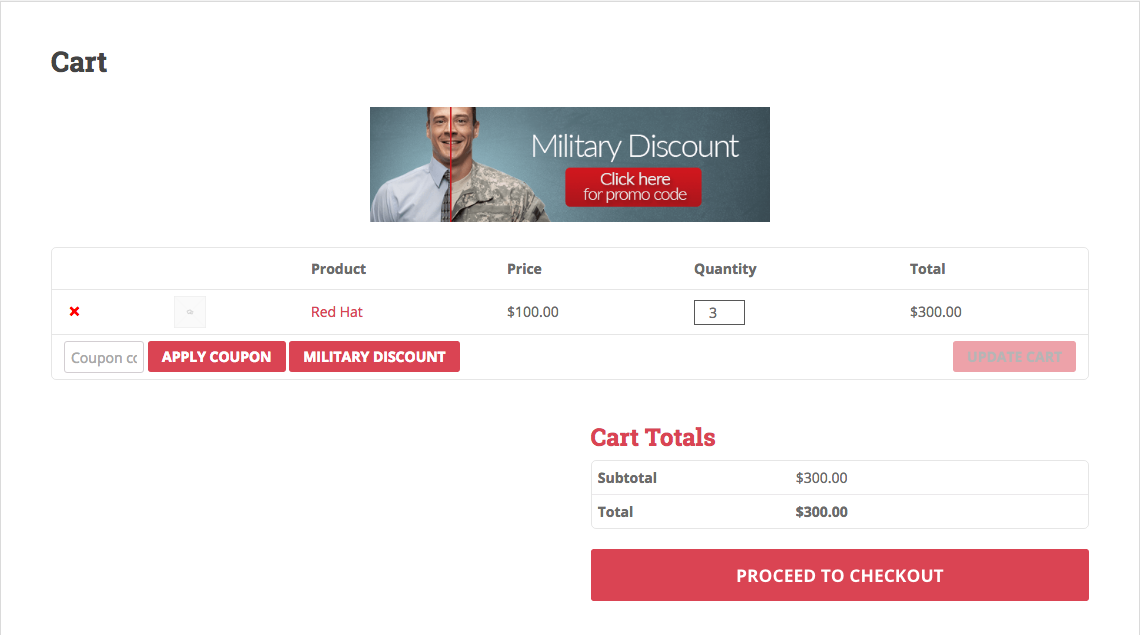 Cart
Military Discount
Click here
for promo code
Product Price Quantity Total
Red Hat $100.00 3 $300.00
Coupon co APPLY COUPON MILITARY DISCOUNT UPDATE CART
Cart Totals
Subtotal $300.00
Total $300.00
PROCEED TO CHECKOUT